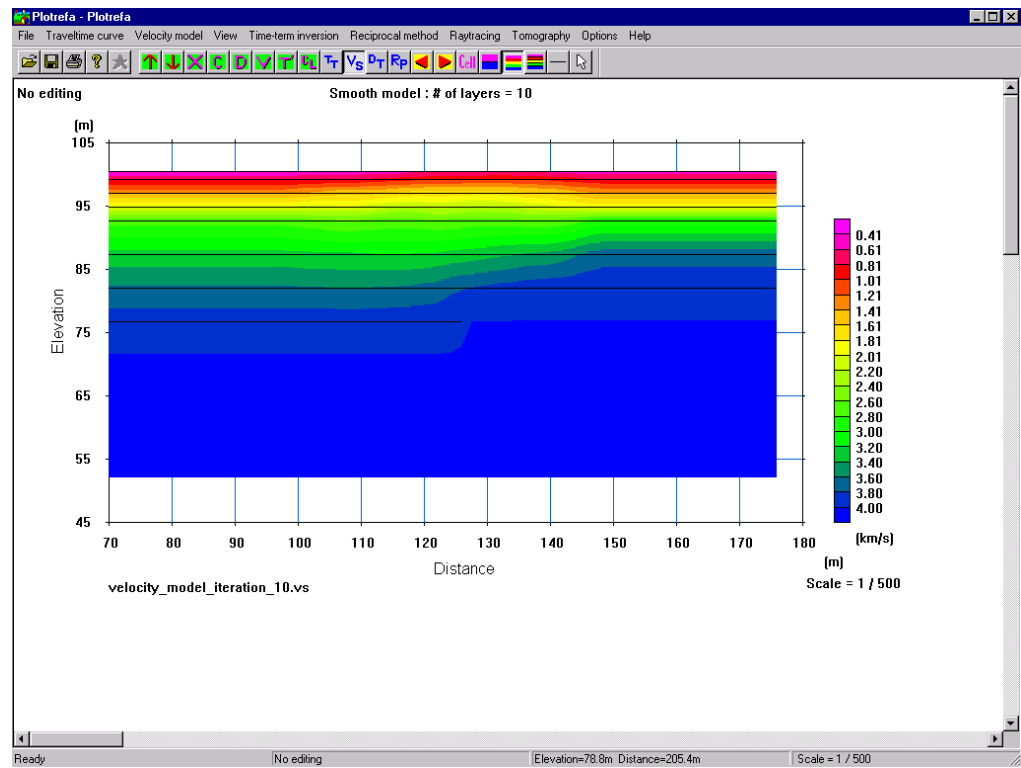 Plotrefa - Plotrefa
File Traveltime curve Velocity model View Time-term inversion Reciprocal method Raytracing Tomography Options Help
? C D T TT VS DT RP Cell
No editing
Smooth model : # of layers = 10
(m)
105
95
85
75
65
55
45
Elevation
70 80 90 100 110 120 130 140 150 160 170 180
Distance
(m)
0.41
0.61
0.81
1.01
1.21
1.41
1.61
1.81
2.01
2.20
2.40
2.60
2.80
3.00
3.20
3.40
3.60
3.80
4.00
(km/s)
velocity_model_iteration_10.vs
Scale = 1 / 500
Ready No editing Elevation=78.8m Distance=205.4m Scale = 1 / 500